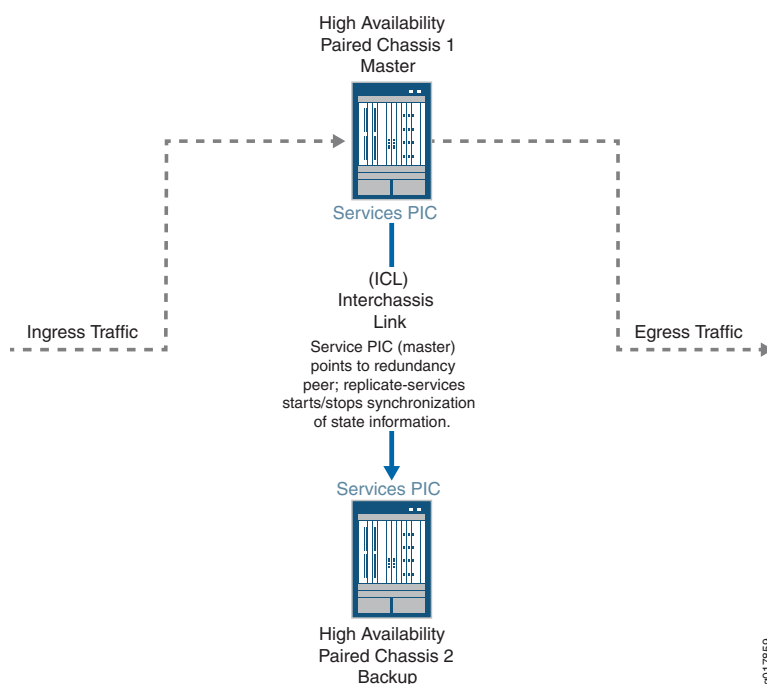 High Availability
Paired Chassis 1
Master
Services PIC
(ICL)
Interchassis
Link
Ingress Traffic
Egress Traffic
Service PIC (master)
points to redundancy
peer; replicate-services
starts/stops synchronization
of state information.
Services PIC
High Availability
Paired Chassis 2
Backup
g017859